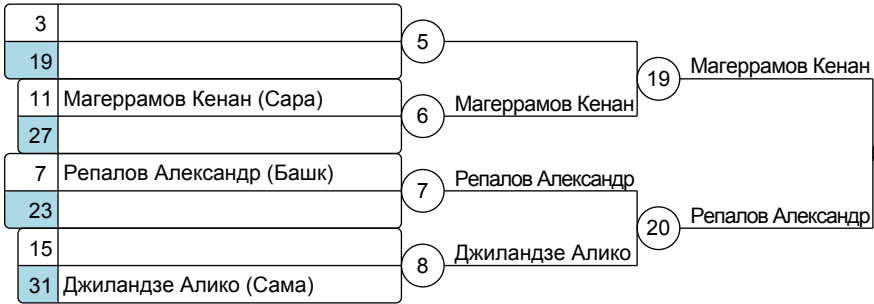 3
5
19
19
Магеррамов Кенан
11 Магеррамов Кенан (Сара)
6
Магеррамов Кенан
27
7 Репалов Александр (Башк)
7
Репалов Александр
23
20
Репалов Александр
15
8
Джиландзе Алико
31 Джиландзе Алико (Сама)